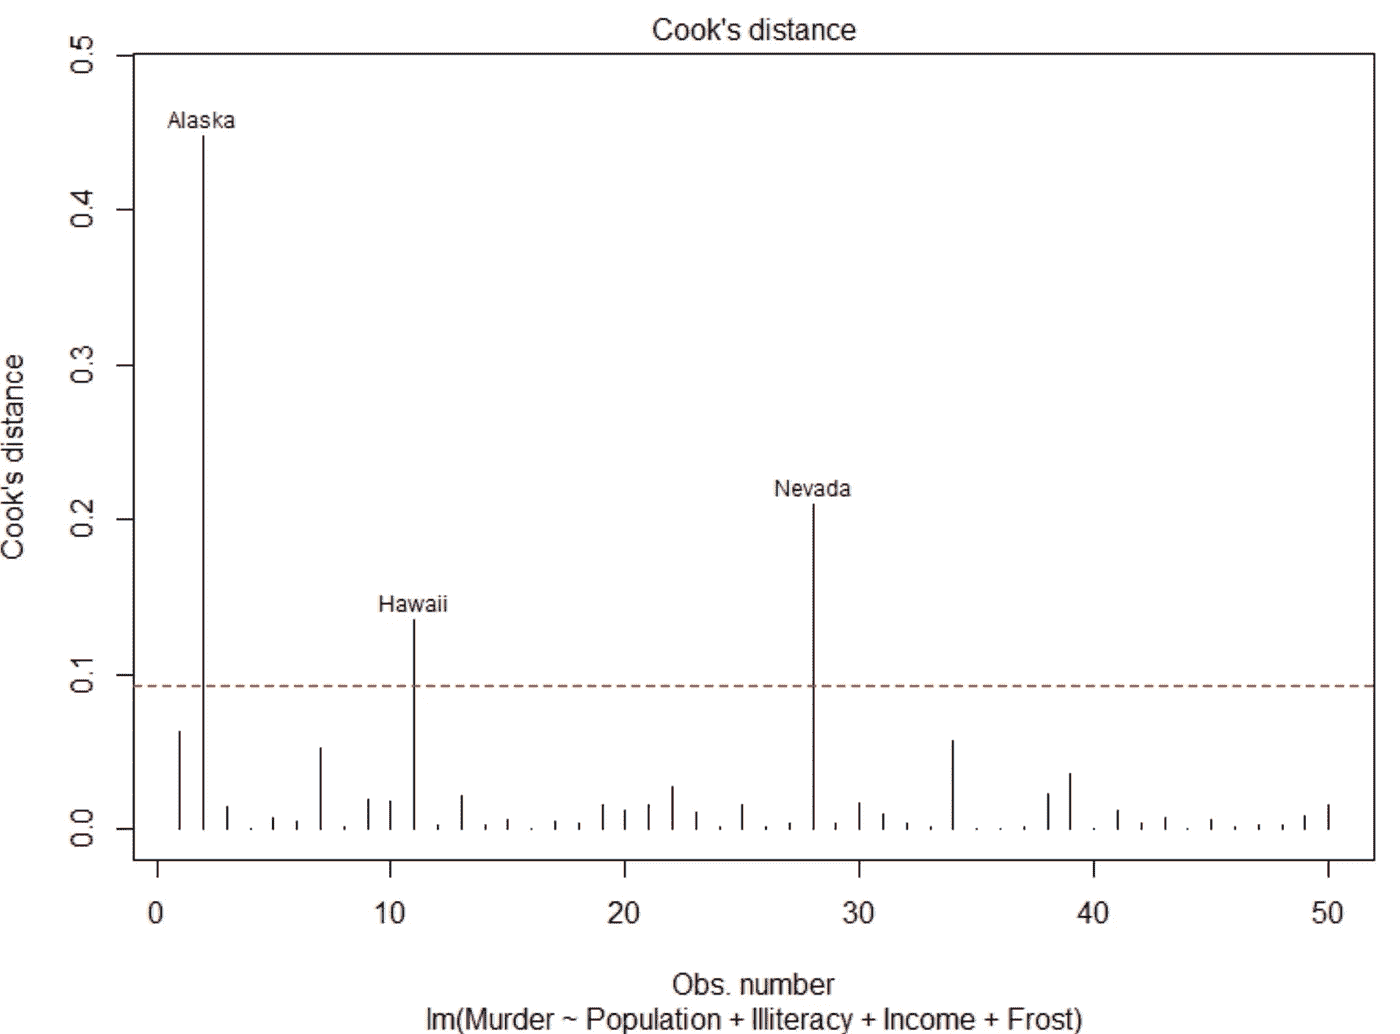 Cook's distance
0.5
Alaska
0.4
0.3
Cook's distance
Nevada
0.2
Hawaii
0.1
0.0
0 10 20 30 40 50
Obs. number
lm(Murder ~ Population + Illiteracy + Income + Frost)